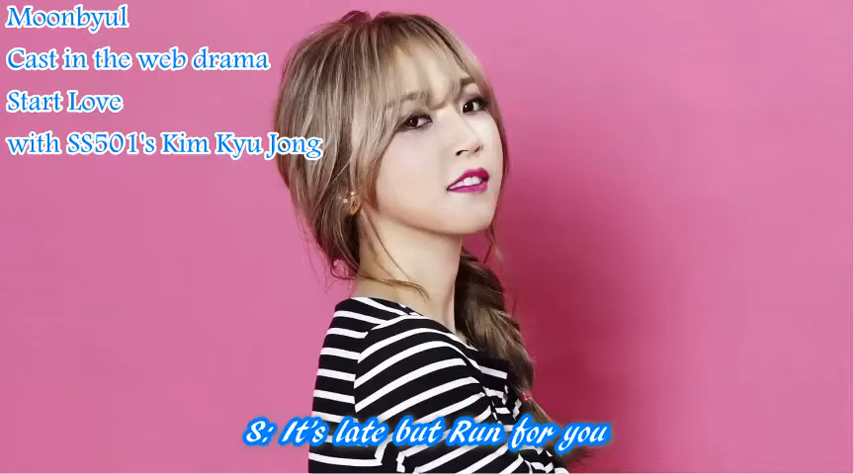 Moonbyul
Cast in the web drama
Start Love
with SS501's Kim Kyu Jong
S: It's late but Run for you